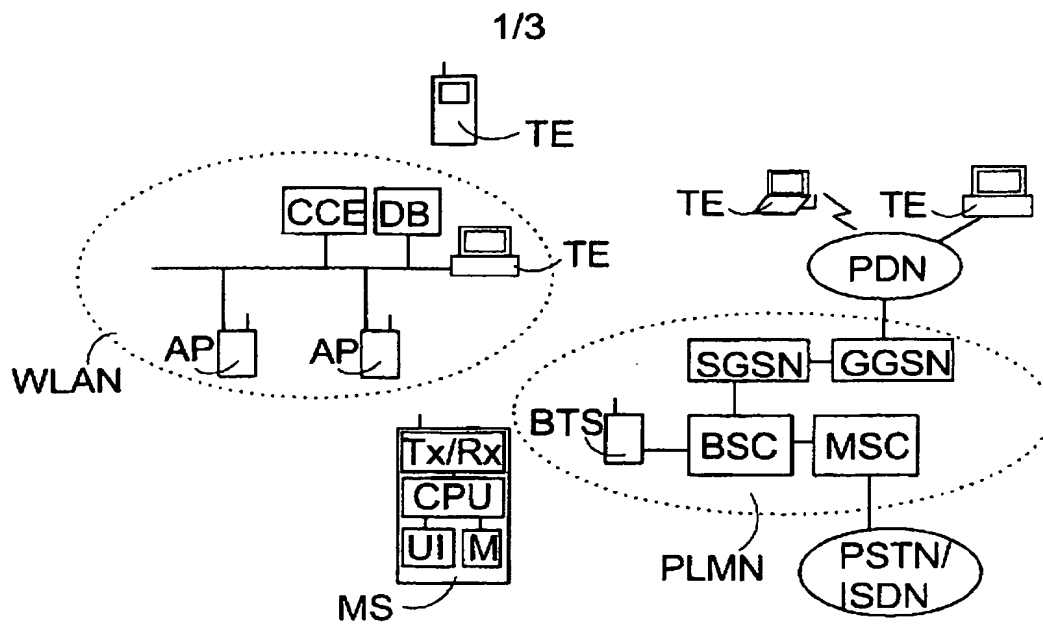 1/3
TE
CCE DB
TE
TE TE
PDN
AP AP
WLAN
SGSN GGSN
BTS
BSC MSC
Tx/Rx
CPU
UI M
MS
PLMN
PSTN/
ISDN